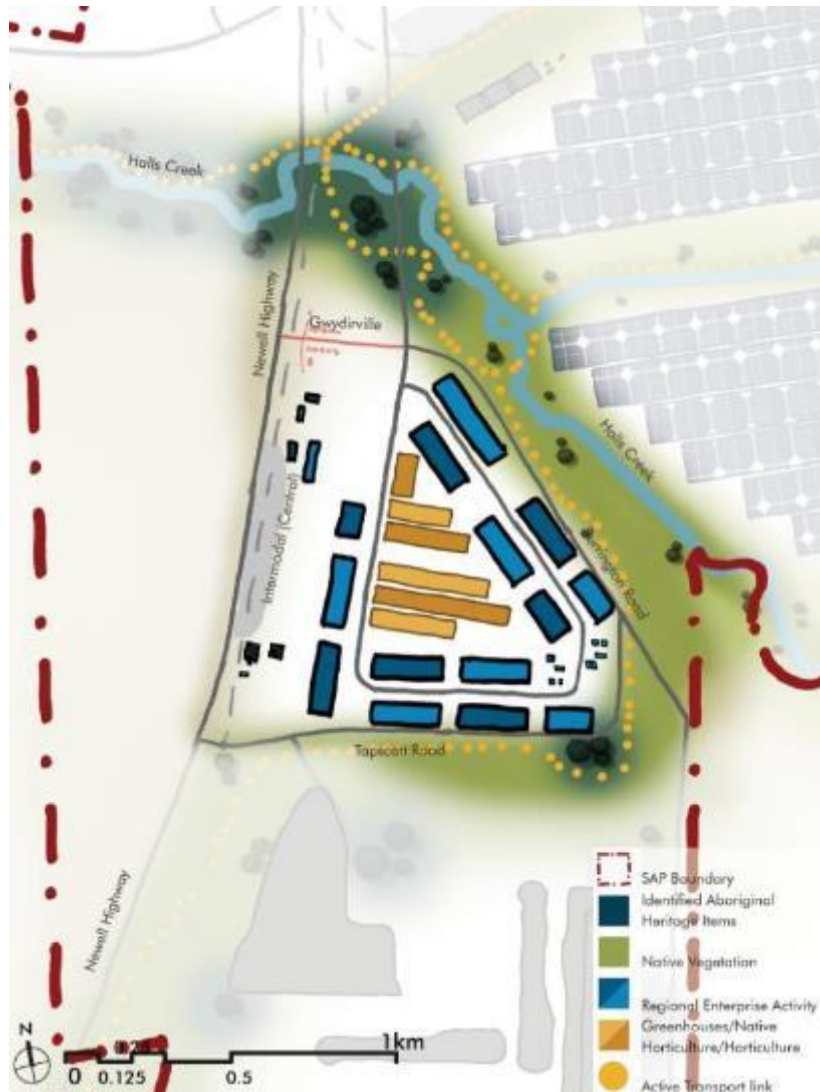 Halls Creek
Newell Highway
Gwydirville
Halls Creek
Intermodal (Central)
Road
Tapscott Road
Newell Highway
SAP Boundary
Identified Aboriginal
Heritage Items
Native Vegetation
Regional Enterprise Activity
Greenhouses/Native
Horticulture/Horticulture
Active Transport link
N
1km
0
0.125
0.5